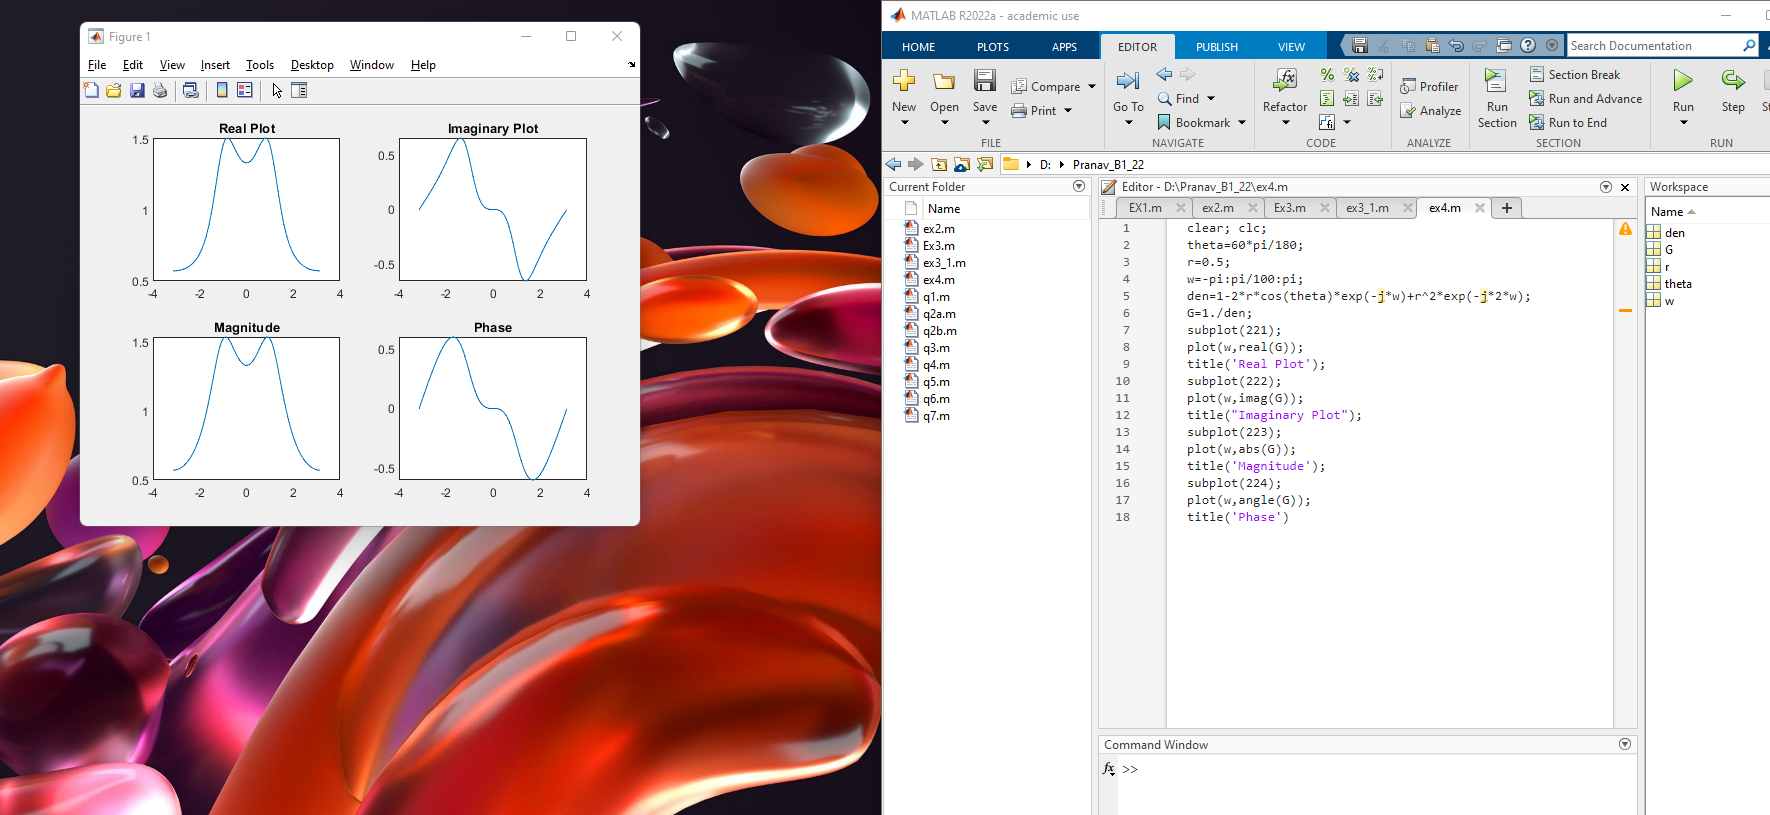 Figure 1
File Edit View Insert Tools Desktop Window Help
Real Plot
1.5
1
0.5
-4 -2 0 2 4
Imaginary Plot
0.5
0
-0.5
-4 -2 0 2 4
Magnitude
1.5
1
0.5
-4 -2 0 2 4
Phase
0.5
0
-0.5
-4 -2 0 2 4
MATLAB R2022a - academic use
HOME PLOTS APPS EDITOR PUBLISH VIEW
Search Documentation
New Open Save Compare Print
FILE
Go To Find Bookmark
NAVIGATE
Refactor
CODE
Profiler
Analyze
ANALYZE
Run Section
Section Break
Run and Advance
Run to End
SECTION
Run Step
RUN
D: Pranav_B1_22
Current Folder
Name
ex2.m
Ex3.m
ex3_1.m
ex4.m
q1.m
q2a.m
q2b.m
q3.m
q4.m
q5.m
q6.m
q7.m
Editor - D:\Pranav_B1_22\ex4.m
EX1.m ex2.m Ex3.m ex3_1.m ex4.m
1 clear; clc;
2 theta=60*pi/180;
3 r=0.5;
4 w=-pi:pi/100:pi;
5 den=1-2*r*cos(theta)*exp(-j*w)+r^2*exp(-j*2*w);
6 G=1./den;
7 subplot(221);
8 plot(w,real(G));
9 title('Real Plot');
10 subplot(222);
11 plot(w,imag(G));
12 title("Imaginary Plot");
13 subplot(223);
14 plot(w,abs(G));
15 title('Magnitude');
16 subplot(224);
17 plot(w,angle(G));
18 title('Phase')
Command Window
fx >>
Workspace
Name
den
G
r
theta
w